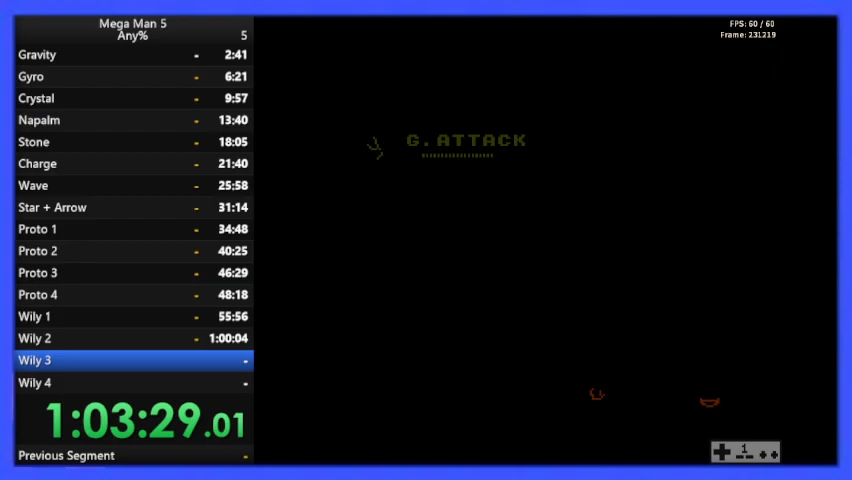 Mega Man 5
Any% 5
Gravity - 2:41
Gyro - 6:21
Crystal - 9:57
Napalm - 13:40
Stone - 18:05
Charge - 21:40
Wave - 25:58
Star + Arrow - 31:14
Proto 1 - 34:48
Proto 2 - 40:25
Proto 3 - 46:29
Proto 4 - 48:18
Wily 1 - 55:56
Wily 2 - 1:00:04
Wily 3 -
Wily 4 -
1:03:29.01
Previous Segment -
FPS: 60 / 60
Frame: 231219
G. ATTACK
1